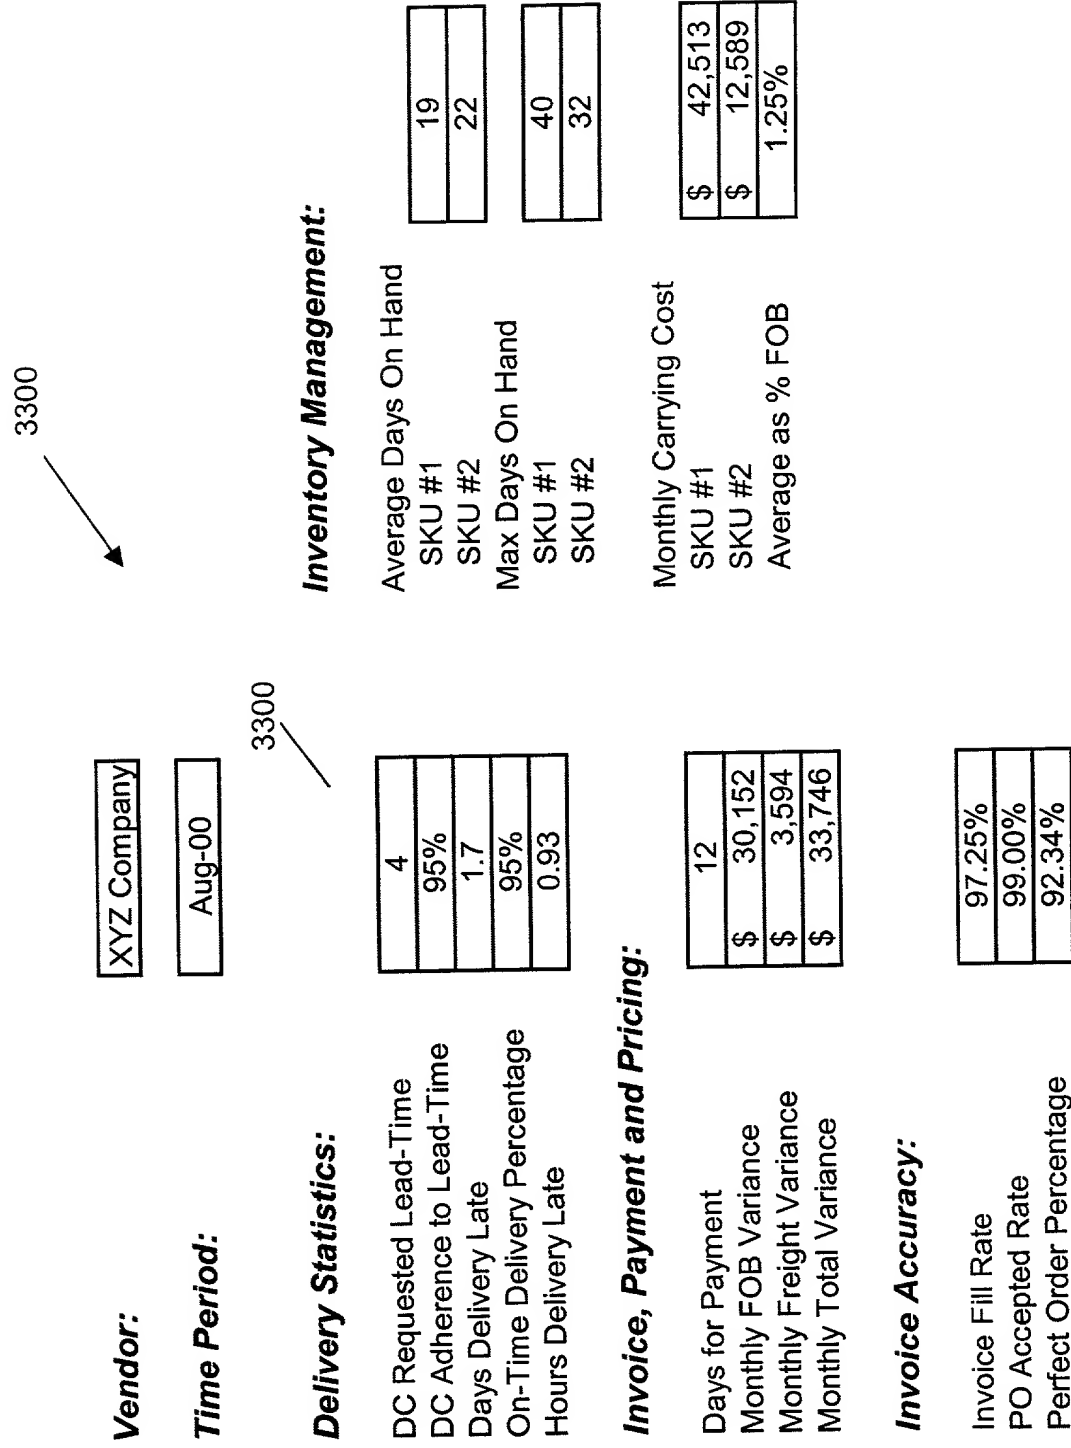 3300
Vendor: XYZ Company
Time Period: Aug-00
3300
Delivery Statistics:
DC Requested Lead-Time 4
DC Adherence to Lead-Time 95%
Days Delivery Late 1.7
On-Time Delivery Percentage 95%
Hours Delivery Late 0.93
Invoice, Payment and Pricing:
Days for Payment 12
Monthly FOB Variance $ 30,152
Monthly Freight Variance $ 3,594
Monthly Total Variance $ 33,746
Invoice Accuracy:
Invoice Fill Rate 97.25%
PO Accepted Rate 99.00%
Perfect Order Percentage 92.34%
Inventory Management:
Average Days On Hand
SKU #1 19
SKU #2 22
Max Days On Hand
SKU #1 40
SKU #2 32
Monthly Carrying Cost
SKU #1 $ 42,513
SKU #2 $ 12,589
Average as % FOB 1.25%